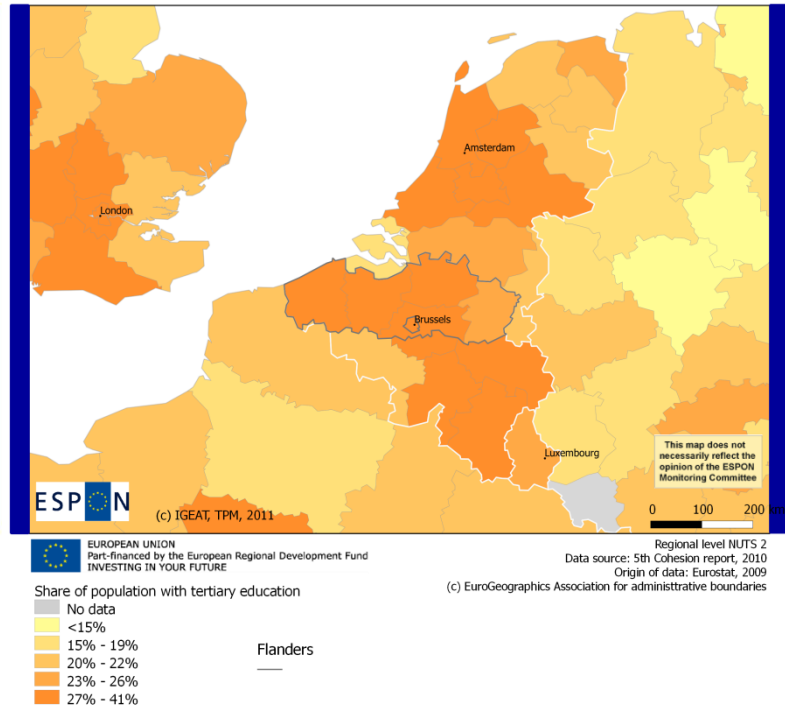 Amsterdam
London
Brussels
Luxembourg
This map does not
necessarily reflect the
opinion of the ESPON
Monitoring Committee
ESPON
(c) IGEAT, TPM, 2011
0 100 200
EUROPEAN UNION
Part-financed by the European Regional Development Fund
INVESTING IN YOUR FUTURE
Regional level NUTS 2
Data source: 5th Cohesion report, 2010
Origin of data: Eurostat, 2009
(c) EuroGeographics Association for administtrative boundaries
Share of population with tertiary education
No data
<15%
15% - 19%
20% - 22%
23% - 26%
27% - 41%
Flanders